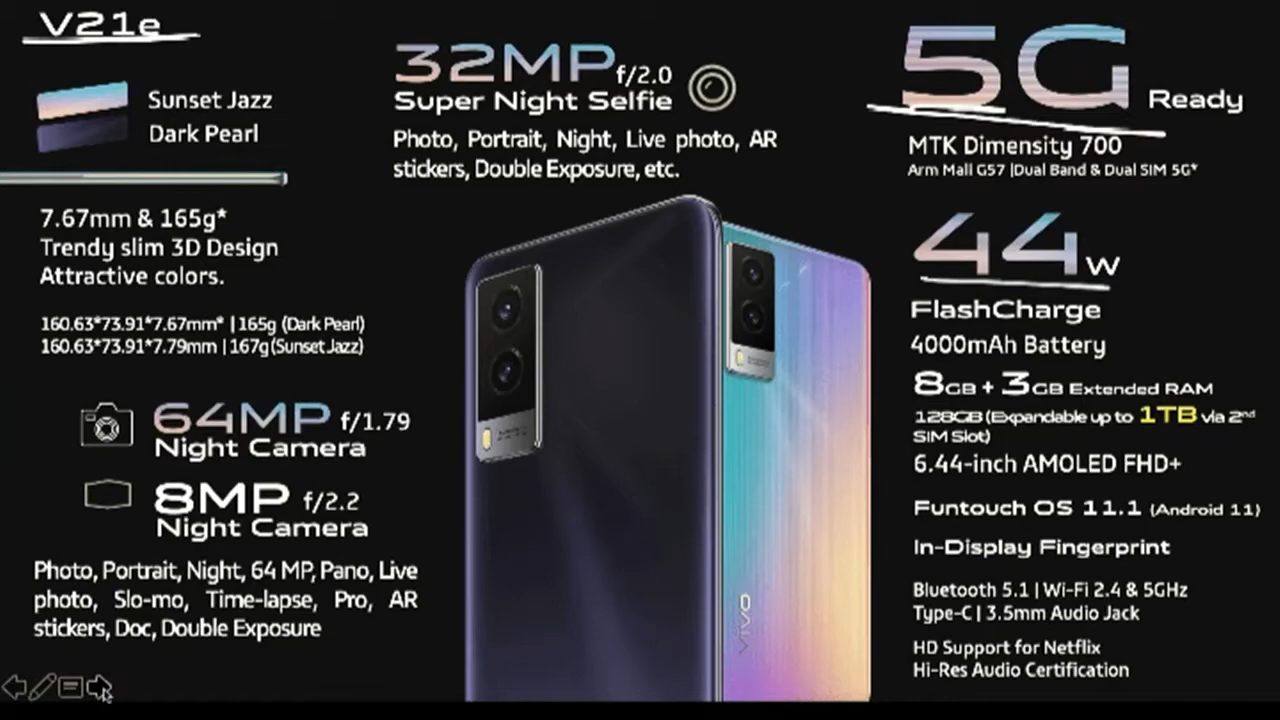 V21e
Sunset Jazz
Dark Pearl
7.67mm & 165g*
Trendy slim 3D Design
Attractive colors.
160.63*73.91*7.67mm* | 165g (Dark Pearl)
160.63*73.91*7.79mm | 167g (Sunset Jazz)
64MP f/1.79
Night Camera
8MP f/2.2
Night Camera
Photo, Portrait, Night, 64 MP, Pano, Live
photo, Slo-mo, Time-lapse, Pro, AR
stickers, Doc, Double Exposure
32MP f/2.0
Super Night Selfie
Photo, Portrait, Night, Live photo, AR
stickers, Double Exposure, etc.
vivo
5G Ready
MTK Dimensity 700
Arm Mall G57 |Dual Band & Dual SIM 5G*
44W
FlashCharge
4000mAh Battery
8GB + 3GB Extended RAM
128GB (Expandable up to 1TB via 2nd
SIM Slot)
6.44-inch AMOLED FHD+
Funtouch OS 11.1 (Android 11)
In-Display Fingerprint
Bluetooth 5.1 | Wi-Fi 2.4 & 5GHz
Type-C | 3.5mm Audio Jack
HD Support for Netflix
Hi-Res Audio Certification